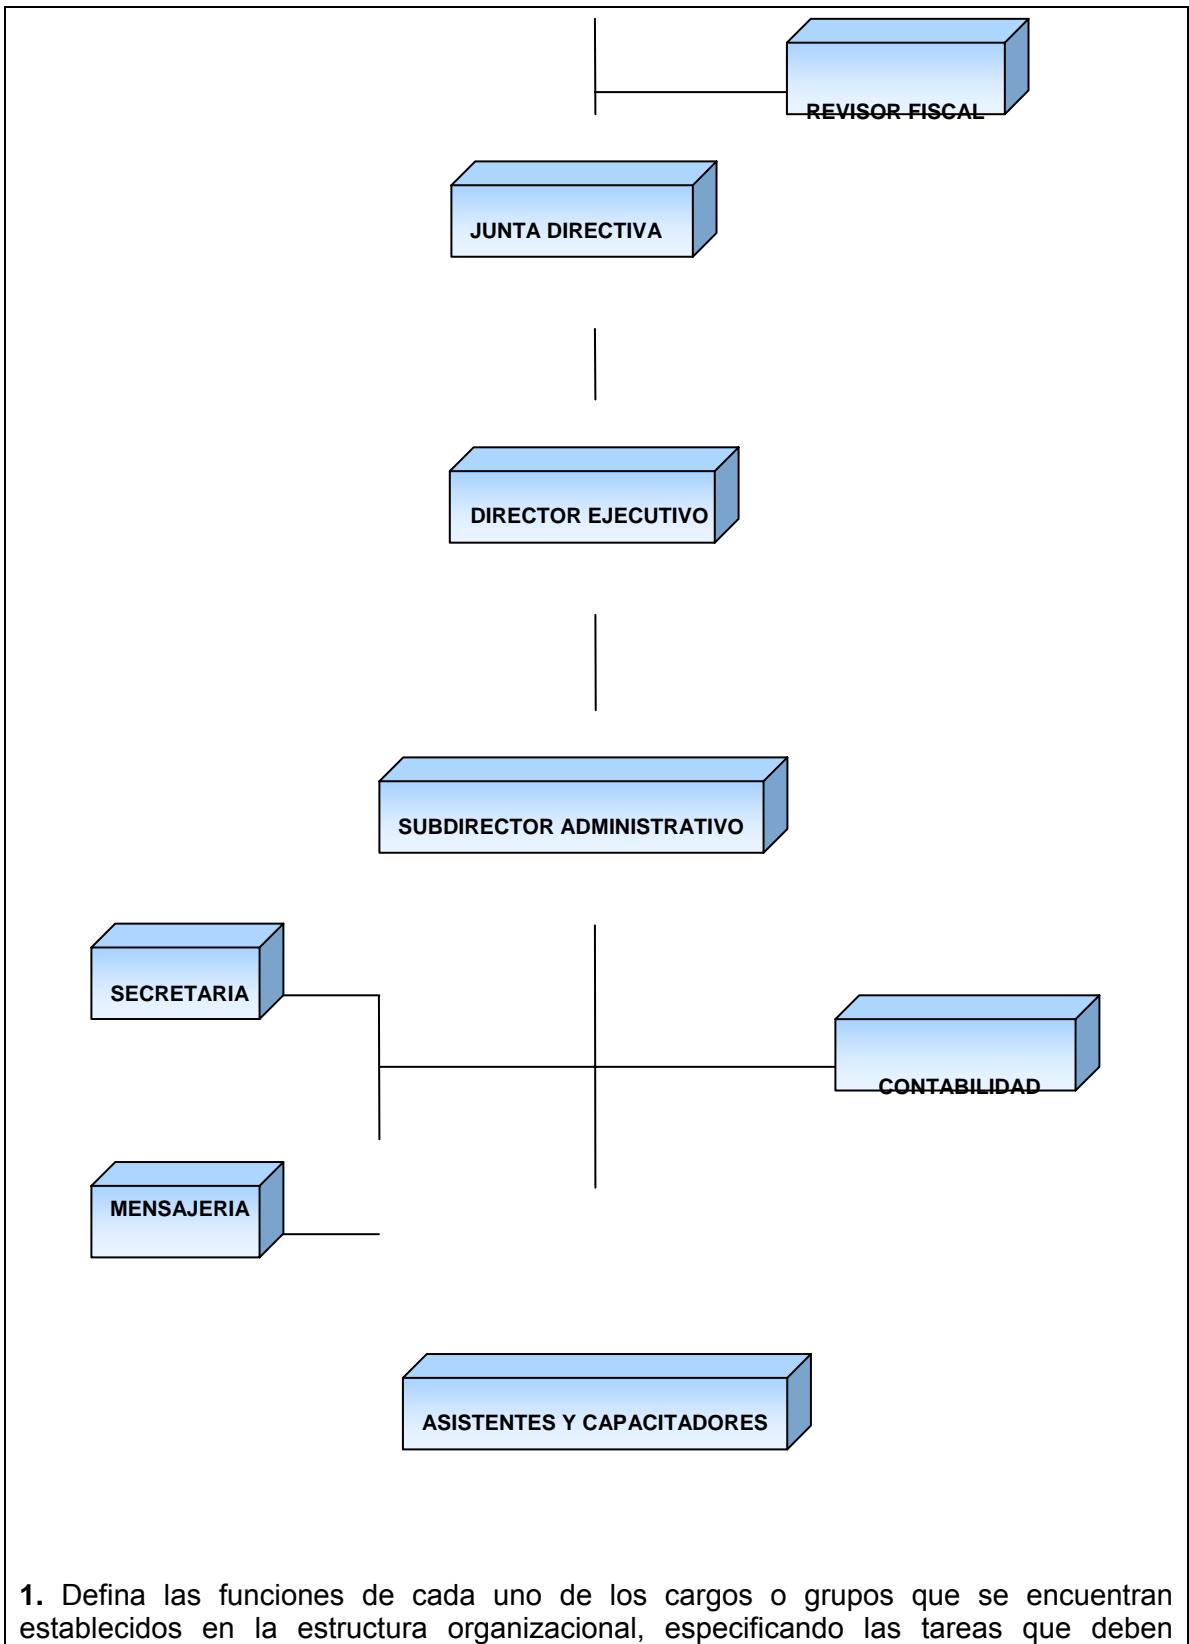 REVISOR FISCAL
JUNTA DIRECTIVA
DIRECTOR EJECUTIVO
SUBDIRECTOR ADMINISTRATIVO
SECRETARIA
CONTABILIDAD
MENSAJERIA
ASISTENTES Y CAPACITADORES
1. Defina las funciones de cada uno de los cargos o grupos que se encuentran
establecidos en la estructura organizacional, especificando las tareas que deben